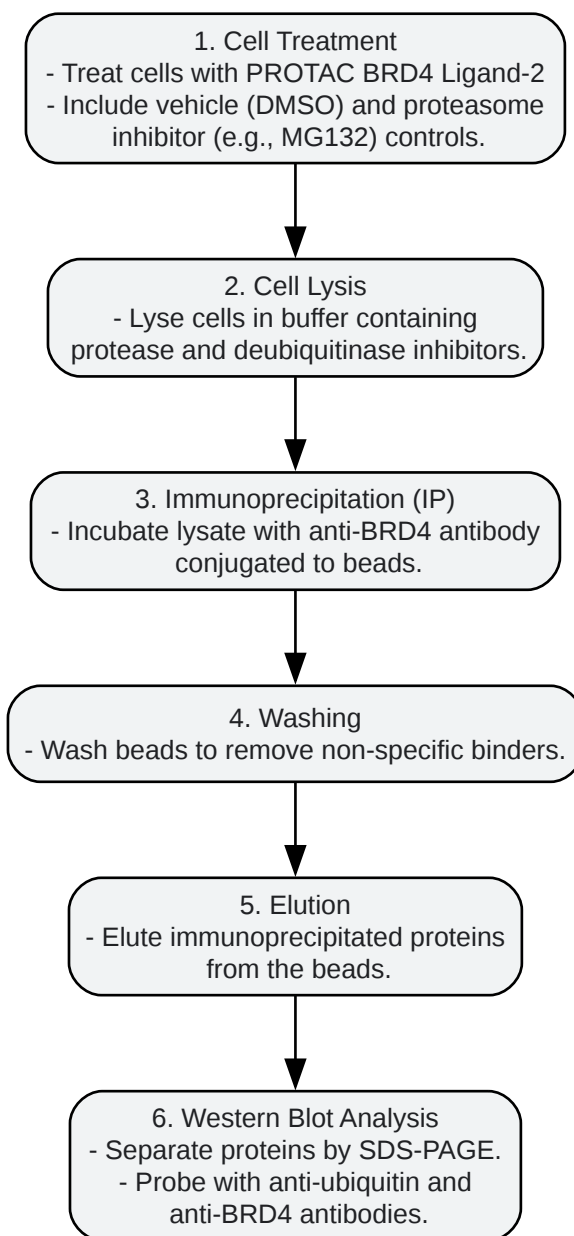 1. Cell Treatment
- Treat cells with PROTAC BRD4 Ligand-2
- Include vehicle (DMSO) and proteasome
inhibitor (e.g., MG132) controls.
2. Cell Lysis
- Lyse cells in buffer containing
protease and deubiquitinase inhibitors.
3. Immunoprecipitation (IP)
- Incubate lysate with anti-BRD4 antibody
conjugated to beads.
4. Washing
- Wash beads to remove non-specific binders.
5. Elution
- Elute immunoprecipitated proteins
from the beads.
6. Western Blot Analysis
- Separate proteins by SDS-PAGE.
- Probe with anti-ubiquitin and
anti-BRD4 antibodies.